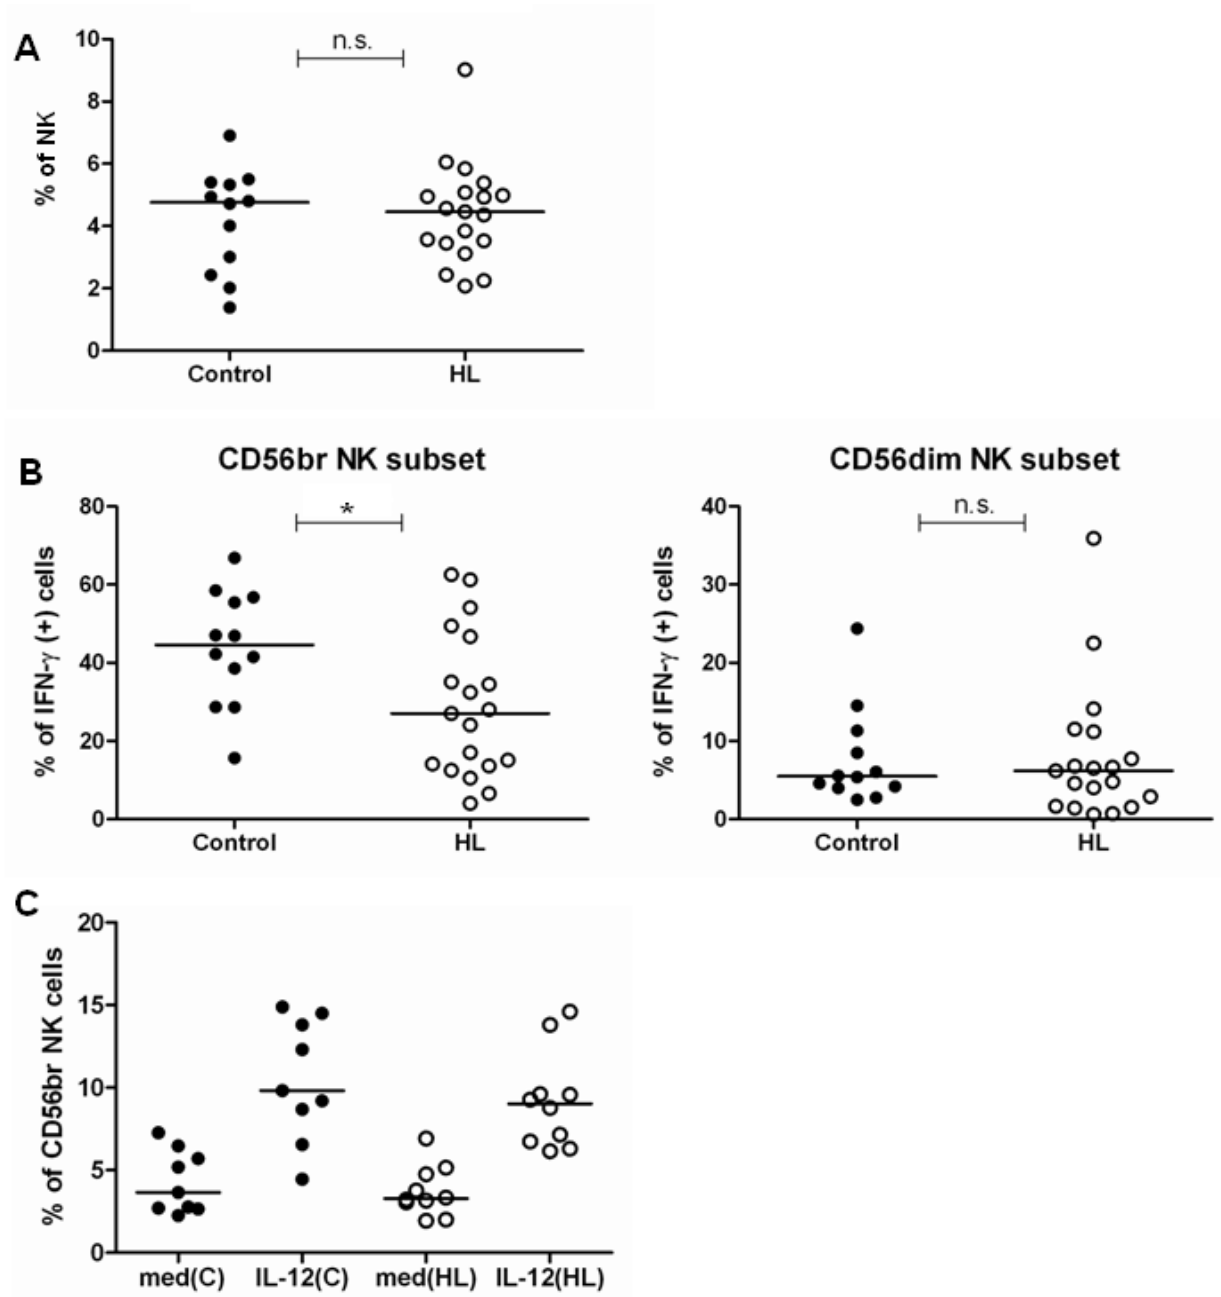 A
n.s.
% of NK
10
8
6
4
2
0
Control HL
B
CD56br NK subset
*
% of IFN-γ (+) cells
80
60
40
20
0
Control HL
CD56dim NK subset
n.s.
% of IFN-γ (+) cells
40
30
20
10
0
Control HL
C
% of CD56br NK cells
20
15
10
5
0
med(C) IL-12(C) med(HL) IL-12(HL)